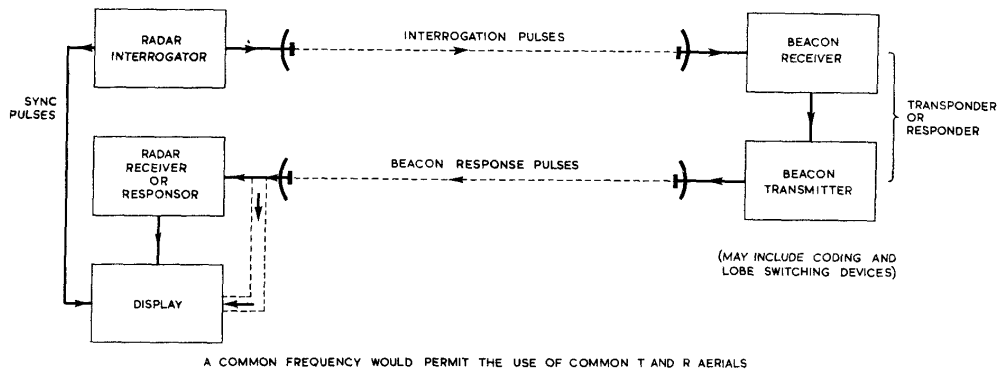 RADAR
INTERROGATOR
INTERROGATION PULSES
BEACON
RECEIVER
SYNC
PULSES
TRANSPONDER
OR
RESPONDER
RADAR
RECEIVER
OR
RESPONSOR
BEACON RESPONSE PULSES
BEACON
TRANSMITTER
(MAY INCLUDE CODING AND
LOBE SWITCHING DEVICES)
DISPLAY
A COMMON FREQUENCY WOULD PERMIT THE USE OF COMMON T AND R AERIALS